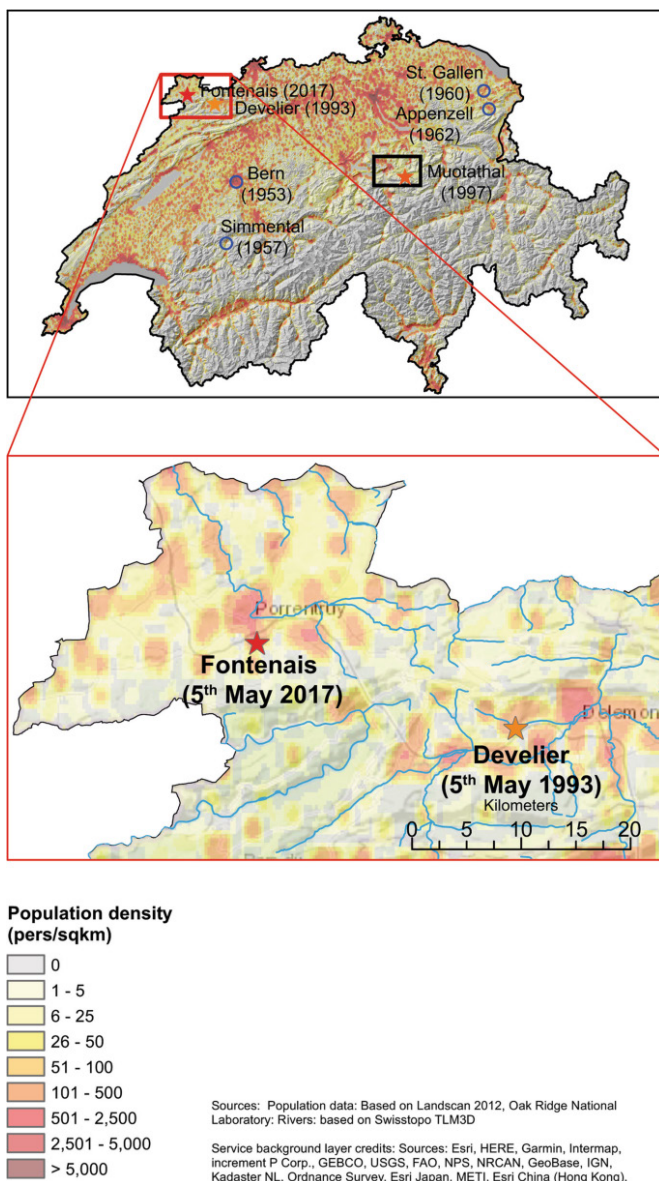 St. Gallen
(1960)
Fontenais (2017)
Develier (1993)
Appenzell
(1962)
Bern
(1953)
Muotathal
(1997)
Simmental
(1957)
Porrentruy
Fontenais
(5th May 2017)
Delemon
Develier
(5th May 1993)
Kilometers
0 5 10 15 20
Population density
(pers/sqkm)
0
1 - 5
6 - 25
26 - 50
51 - 100
101 - 500
501 - 2,500
2,501 - 5,000
> 5,000
Sources: Population data: Based on Landscan 2012, Oak Ridge National
Laboratory: Rivers: based on Swisstopo TLM3D
Service background layer credits: Sources: Esri, HERE, Garmin, Intermap,
increment P Corp., GEBCO, USGS, FAO, NPS, NRCAN, GeoBase, IGN,
Kadaster NL, Ordnance Survey, Esri Japan, METI, Esri China (Hong Kong),